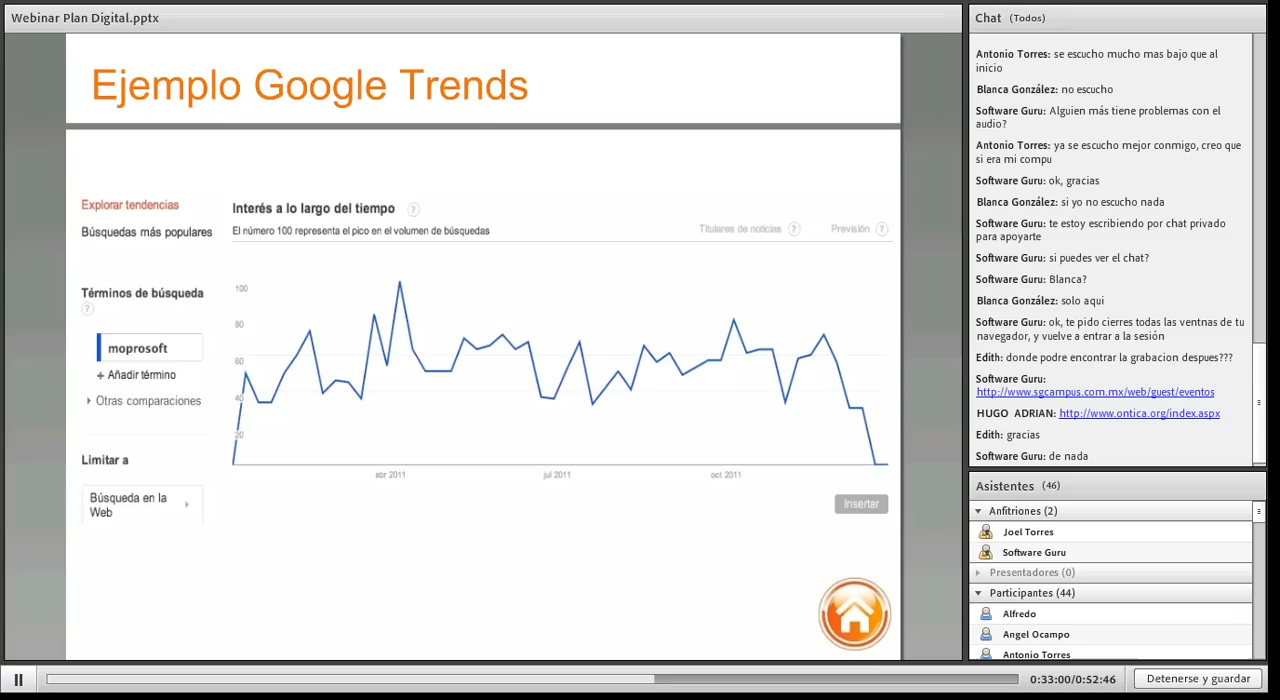 Webinar Plan Digital.pptx
Ejemplo Google Trends
Explorar tendencias
Búsquedas más populares
Términos de búsqueda
?
moprosoft
+ Añadir término
Otras comparaciones
Limitar a
Búsqueda en la
Web
Interés a lo largo del tiempo ?
El número 100 representa el pico en el volumen de búsquedas
Titulares de noticias ? Previsión ?
100
80
60
40
20
abr 2011 jul 2011 oct 2011
Insertar
Chat (Todos)
Antonio Torres: se escucho mucho mas bajo que al
inicio
Blanca González: no escucho
Software Guru: Alguien más tiene problemas con el
audio?
Antonio Torres: ya se escucho mejor conmigo, creo que
si era mi compu
Software Guru: ok, gracias
Blanca González: si yo no escucho nada
Software Guru: te estoy escribiendo por chat privado
para apoyarte
Software Guru: si puedes ver el chat?
Software Guru: Blanca?
Blanca González: solo aqui
Software Guru: ok, te pido cierres todas las ventnas de tu
navegador, y vuelve a entrar a la sesión
Edith: donde podre encontrar la grabacion despues???
Software Guru:
http://www.sgcampus.com.mx/web/guest/eventos
HUGO ADRIAN: http://www.ontica.org/index.aspx
Edith: gracias
Software Guru: de nada
Asistentes (46)
Anfitriones (2)
Joel Torres
Software Guru
Presentadores (0)
Participantes (44)
Alfredo
Angel Ocampo
Antonio Torres
0:33:00/0:52:46
Detenerse y guardar